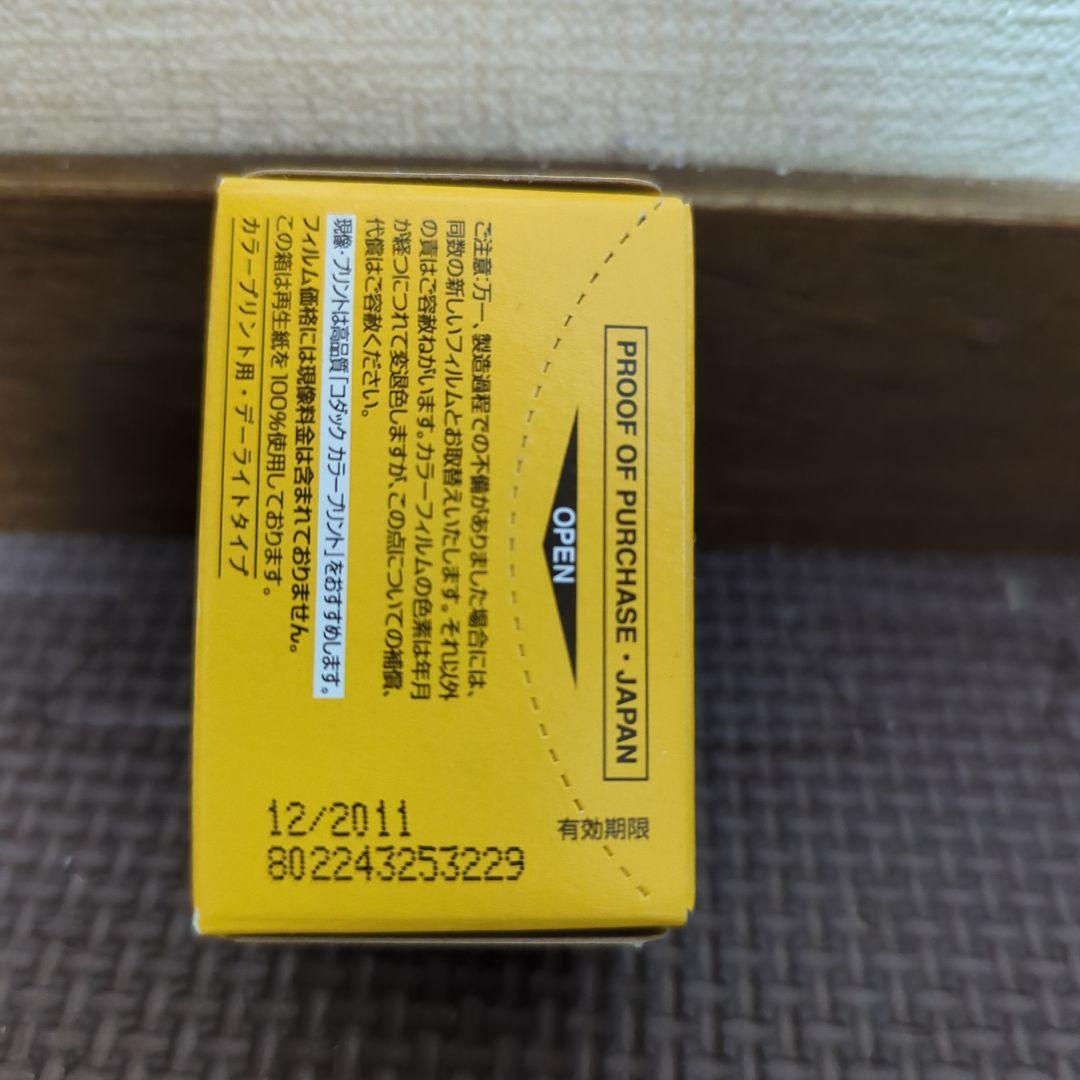 PROOF OF PURCHASE・JAPAN
OPEN
ご注意:万一、製造過程での不備がありました場合には、
同数の新しいフィルムとお取替えいたします。それ以外
の責はご容赦ねがいます。カラーフィルムの色素は年月
が経つにつれて変退色しますが、この点についての補償、
代償はご容赦ください。
現像・プリントは高品質「コダック カラープリント」をおすすめします。
フィルム価格には現像料金は含まれておりません。
この箱は再生紙を100%使用しております。
カラープリント用・デーライトタイプ
有効期限
12/2011
802243253229